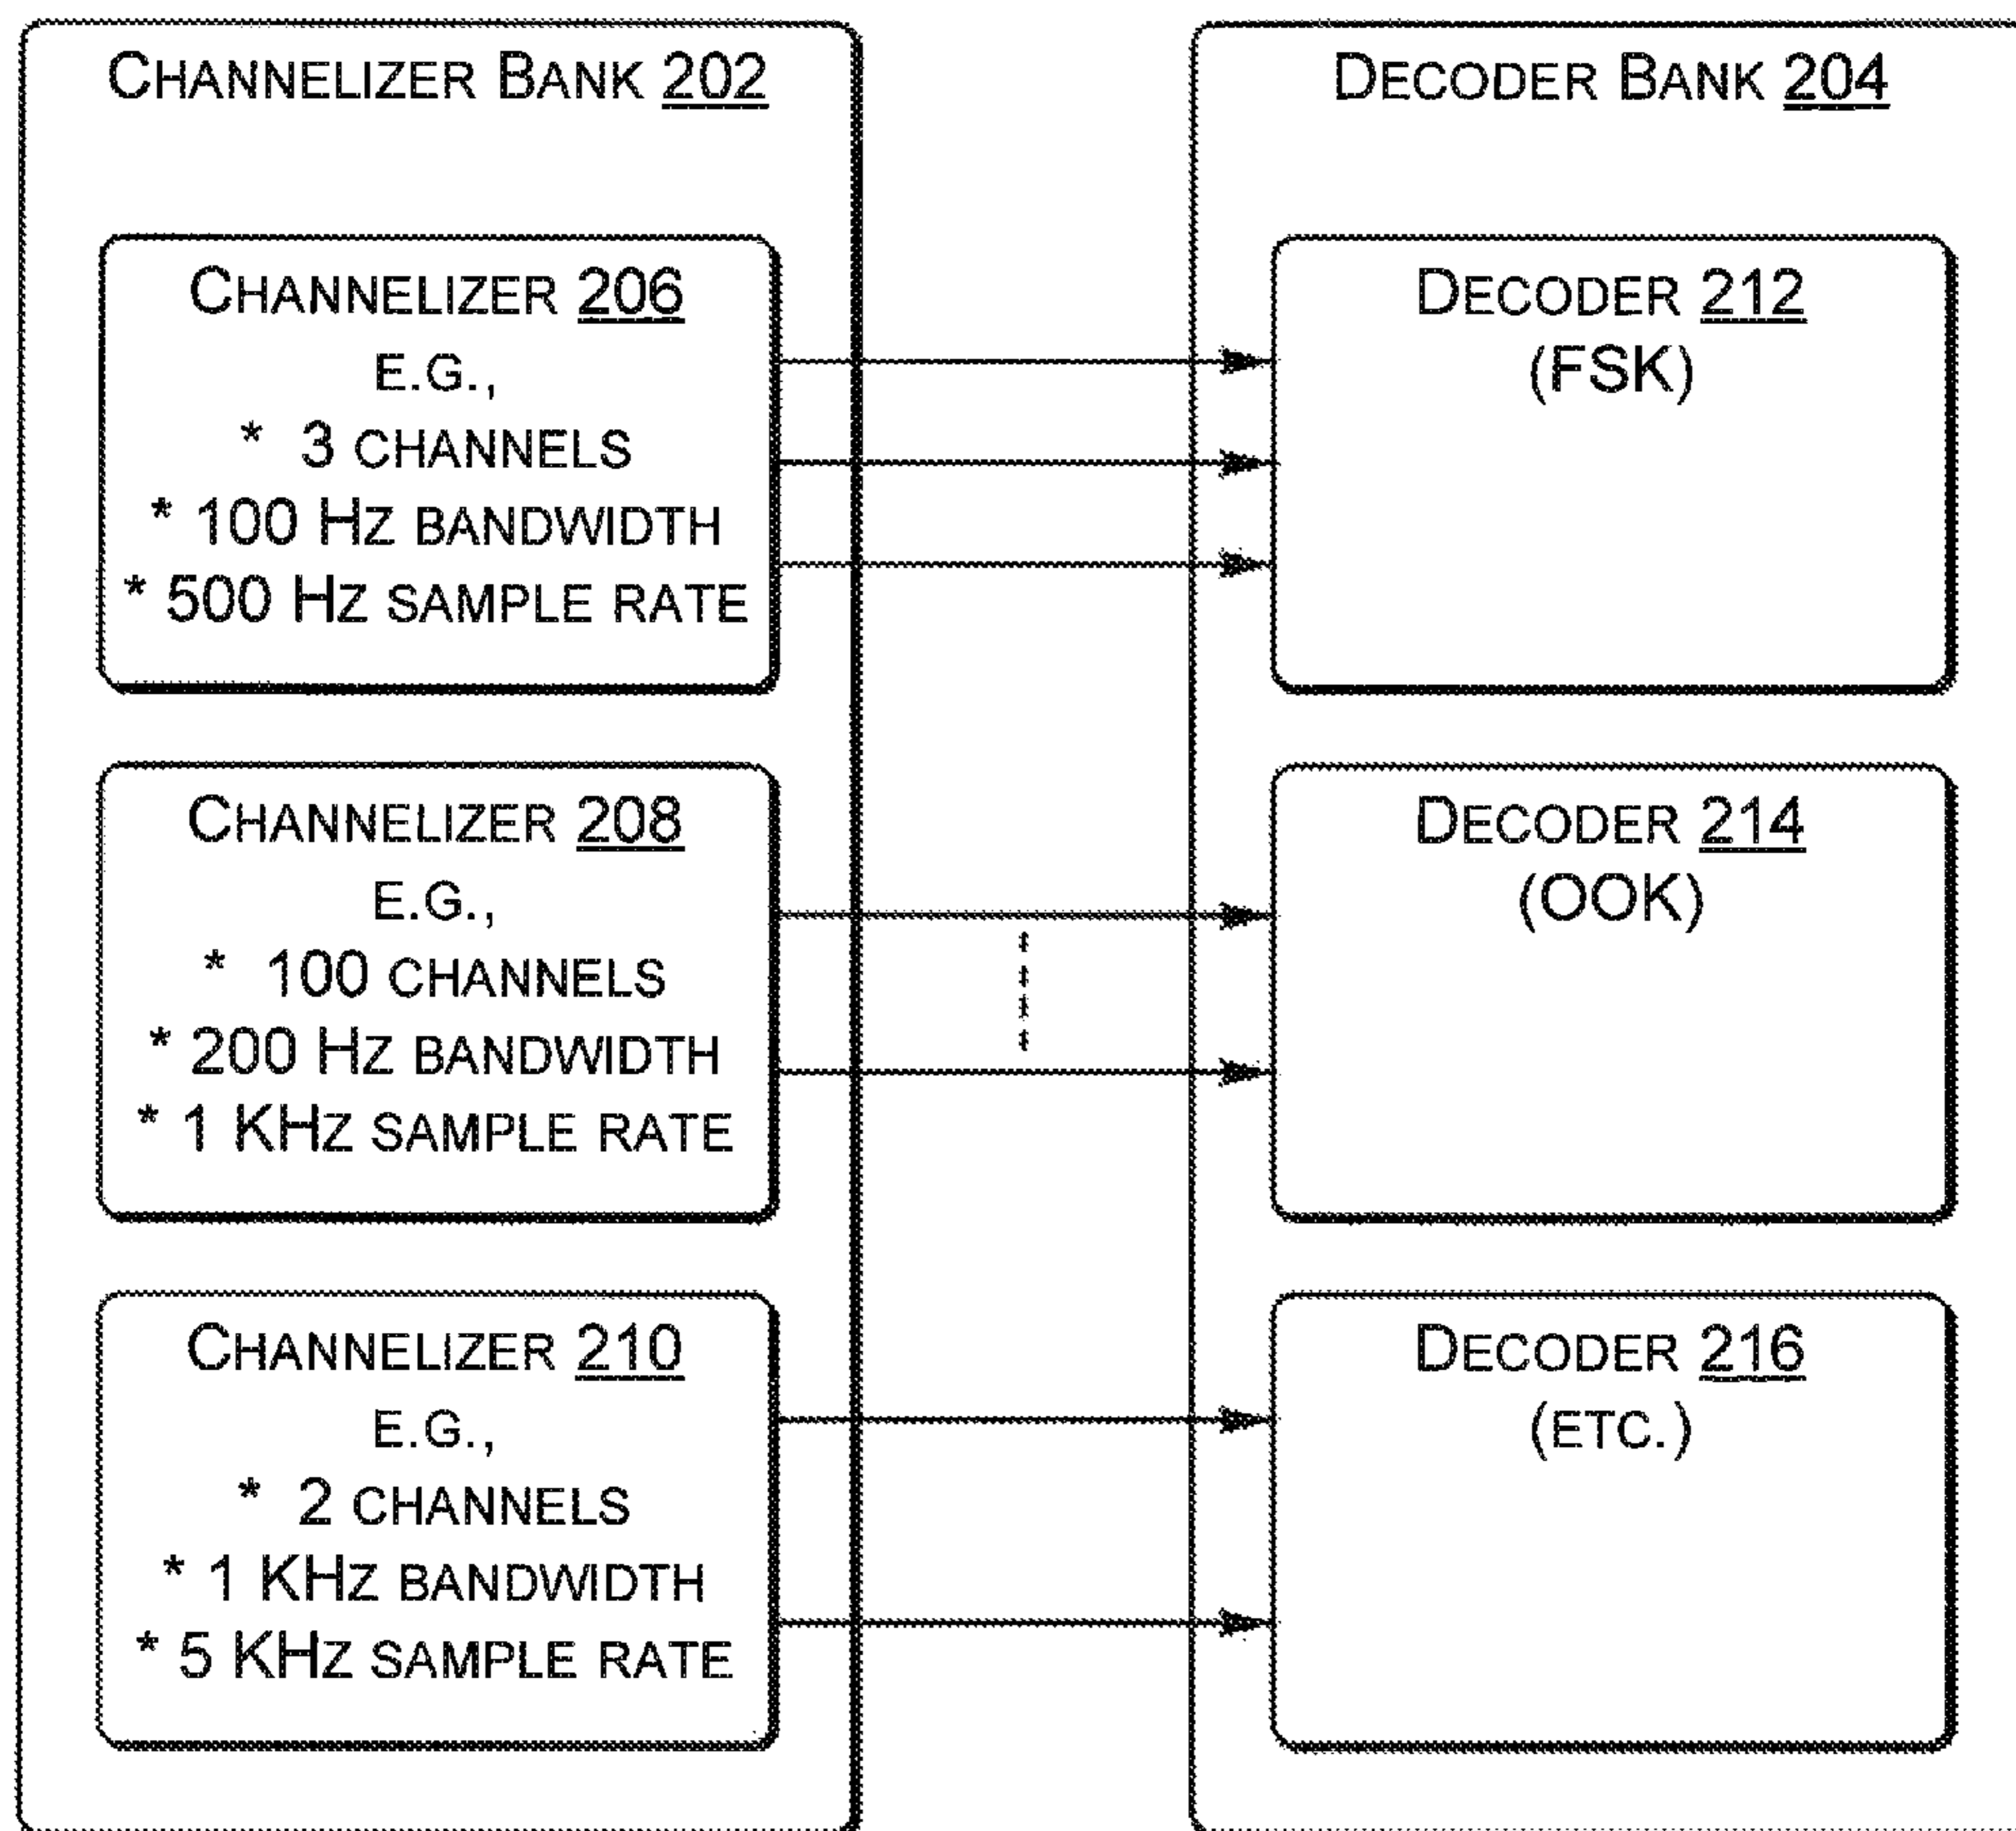 CHANNELIZER BANK 202
CHANNELIZER 206
E.G.,
* 3 CHANNELS
* 100 HZ BANDWIDTH
* 500 HZ SAMPLE RATE
CHANNELIZER 208
E.G.,
* 100 CHANNELS
* 200 HZ BANDWIDTH
* 1 KHZ SAMPLE RATE
CHANNELIZER 210
E.G.,
* 2 CHANNELS
* 1 KHZ BANDWIDTH
* 5 KHZ SAMPLE RATE
DECODER BANK 204
DECODER 212
(FSK)
DECODER 214
(OOK)
DECODER 216
(ETC.)